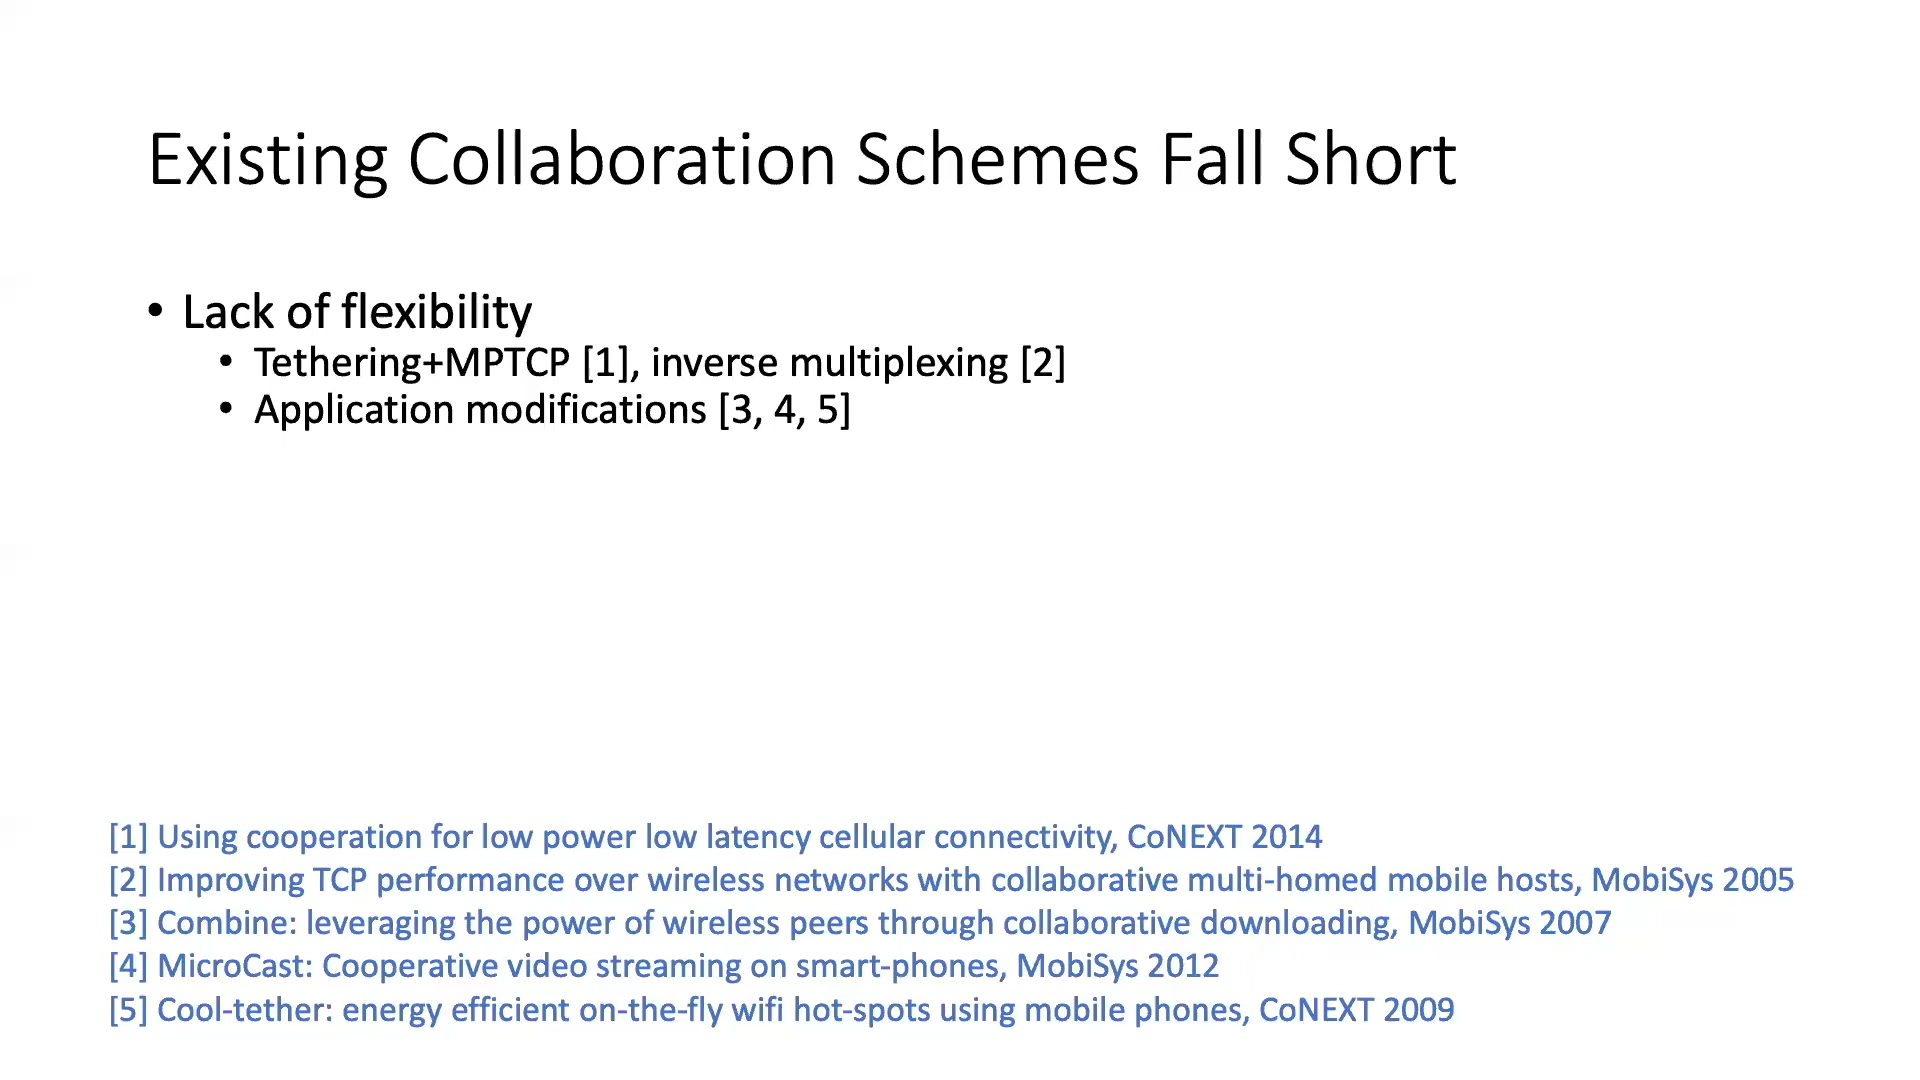 Existing Collaboration Schemes Fall Short
• Lack of flexibility
• Tethering+MPTCP [1], inverse multiplexing [2]
• Application modifications [3, 4, 5]
[1] Using cooperation for low power low latency cellular connectivity, CoNEXT 2014
[2] Improving TCP performance over wireless networks with collaborative multi-homed mobile hosts, MobiSys 2005
[3] Combine: leveraging the power of wireless peers through collaborative downloading, MobiSys 2007
[4] MicroCast: Cooperative video streaming on smart-phones, MobiSys 2012
[5] Cool-tether: energy efficient on-the-fly wifi hot-spots using mobile phones, CoNEXT 2009